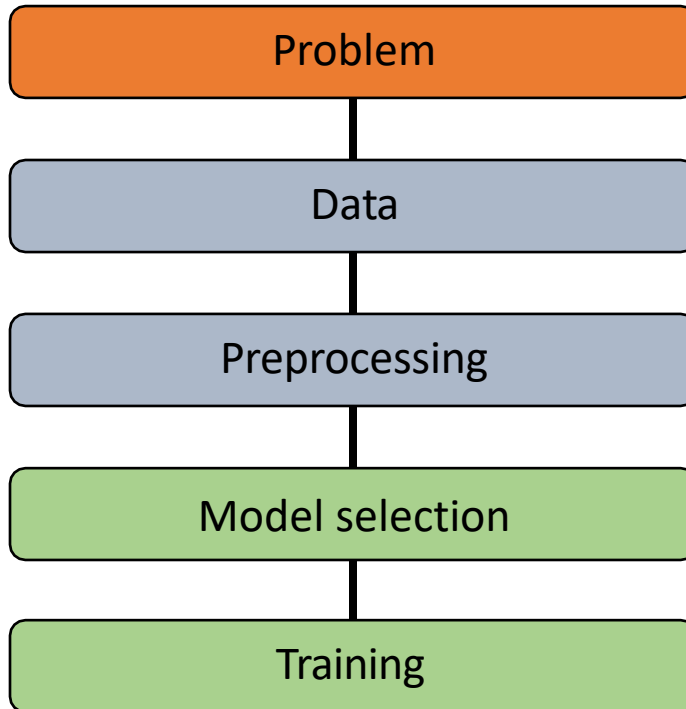 Problem
Data
Preprocessing
Model selection
Training